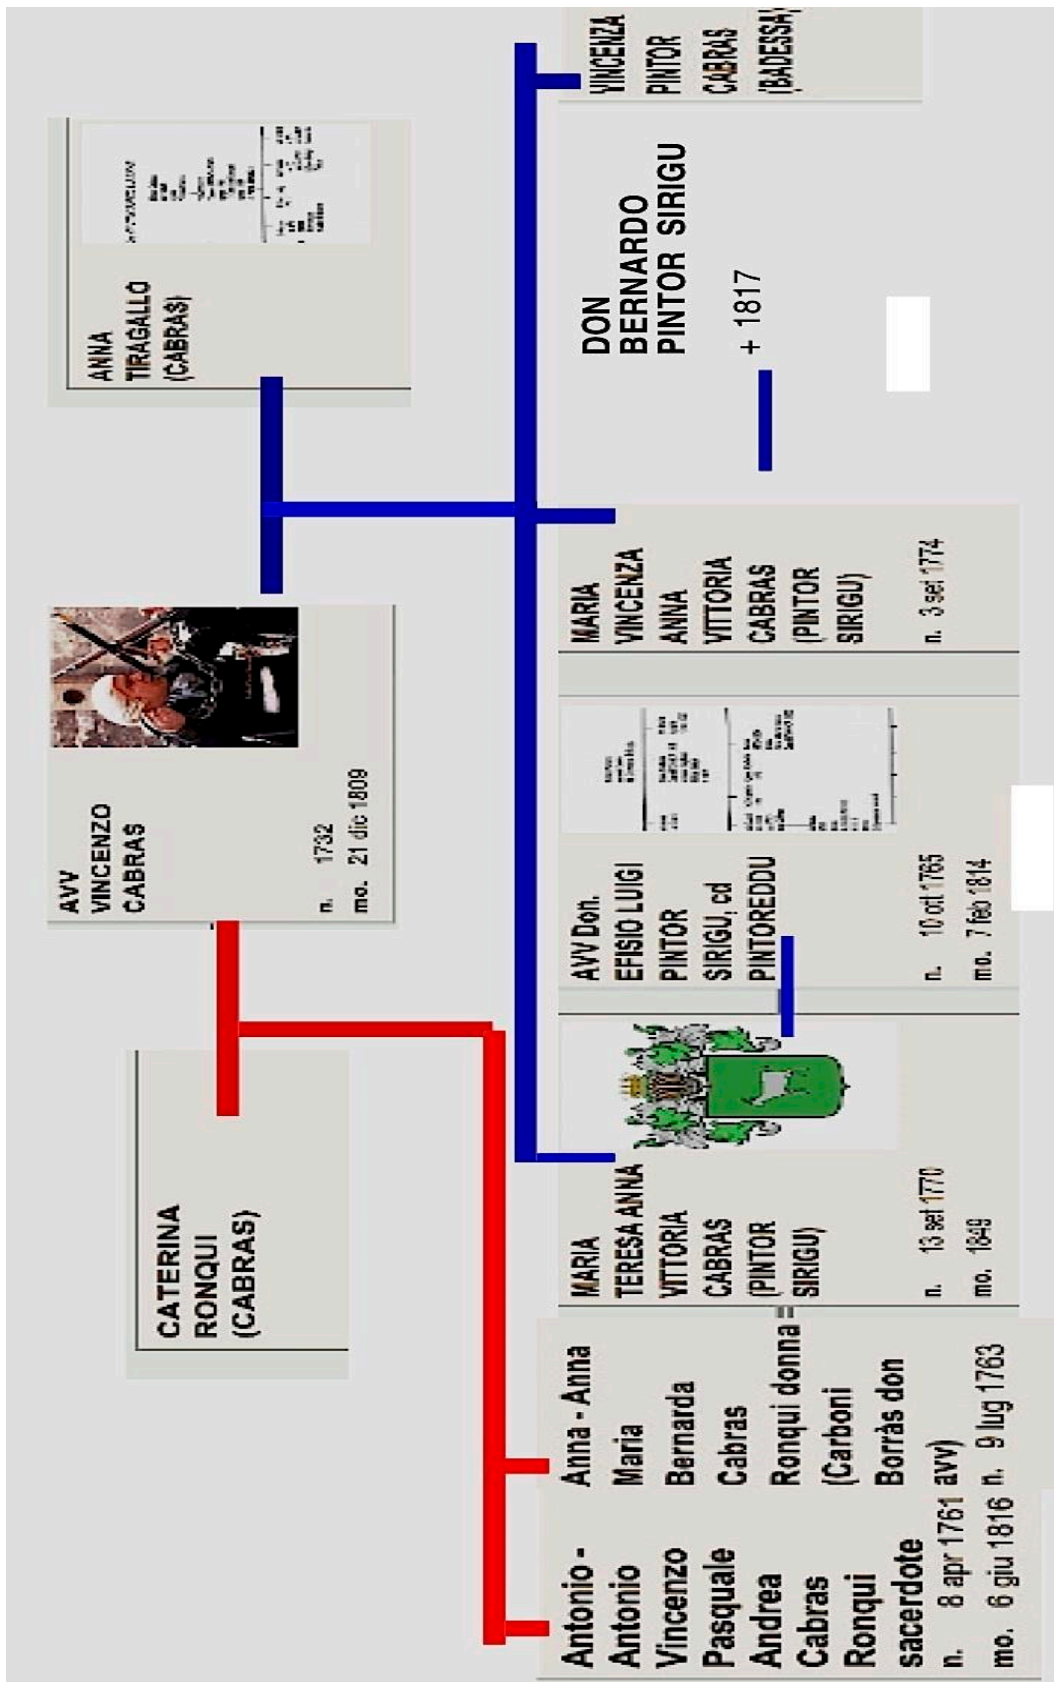 CATERINA
RONQUI
(CABRAS)
AVV
VINCENZO
CABRAS
n. 1732
mo. 21 dic 1809
ANNA
TIRAGALLO
(CABRAS)
Antonio -
Antonio
Vincenzo
Pasquale
Andrea
Cabras
Ronqui
sacerdote
n. 8 apr 1761
mo. 6 giu 1816
Anna - Anna
Maria
Bernarda
Cabras
Ronqui donna
(Carboni
Borràs don
avv)
n. 9 lug 1763
MARIA
TERESA ANNA
VITTORIA
CABRAS
(PINTOR
SIRIGU)
n. 13 set 1770
mo. 1849
AVV Don.
EFISIO LUIGI
PINTOR
SIRIGU, cd
PINTOREDDU
n. 10 ott 1765
mo. 7 feb 1814
MARIA
VINCENZA
ANNA
VITTORIA
CABRAS
(PINTOR
SIRIGU)
n. 3 set 1774
DON
BERNARDO
PINTOR SIRIGU
+ 1817
VINCENZA
PINTOR
CABRAS
(BADESSA)